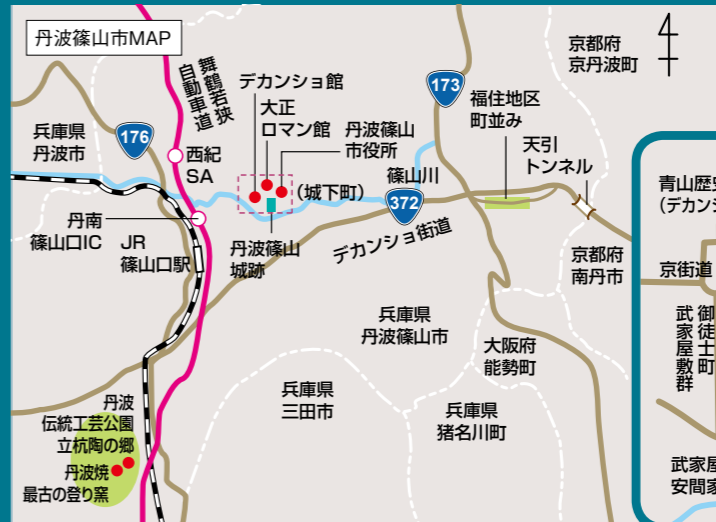 丹波篠山市MAP
舞鶴若狭
自動車道
デカンショ館
大正
ロマン館
丹波篠山
市役所
173
福住地区
町並み
京都府
京丹波町
天引
トンネル
兵庫県
丹波市
176
西紀
SA
(城下町)
篠山川
372
デカンショ街道
丹南
篠山口IC
JR
篠山口駅
丹波篠山
城跡
京都府
南丹市
兵庫県
丹波篠山市
大阪府
能勢町
兵庫県
三田市
兵庫県
猪名川町
丹波
伝統工芸公園
立杭陶の郷
丹波焼
最古の登り窯
4
青山歴史
(デカンシ
京街道
御徒士町
武家屋敷群
武家屋
安間家